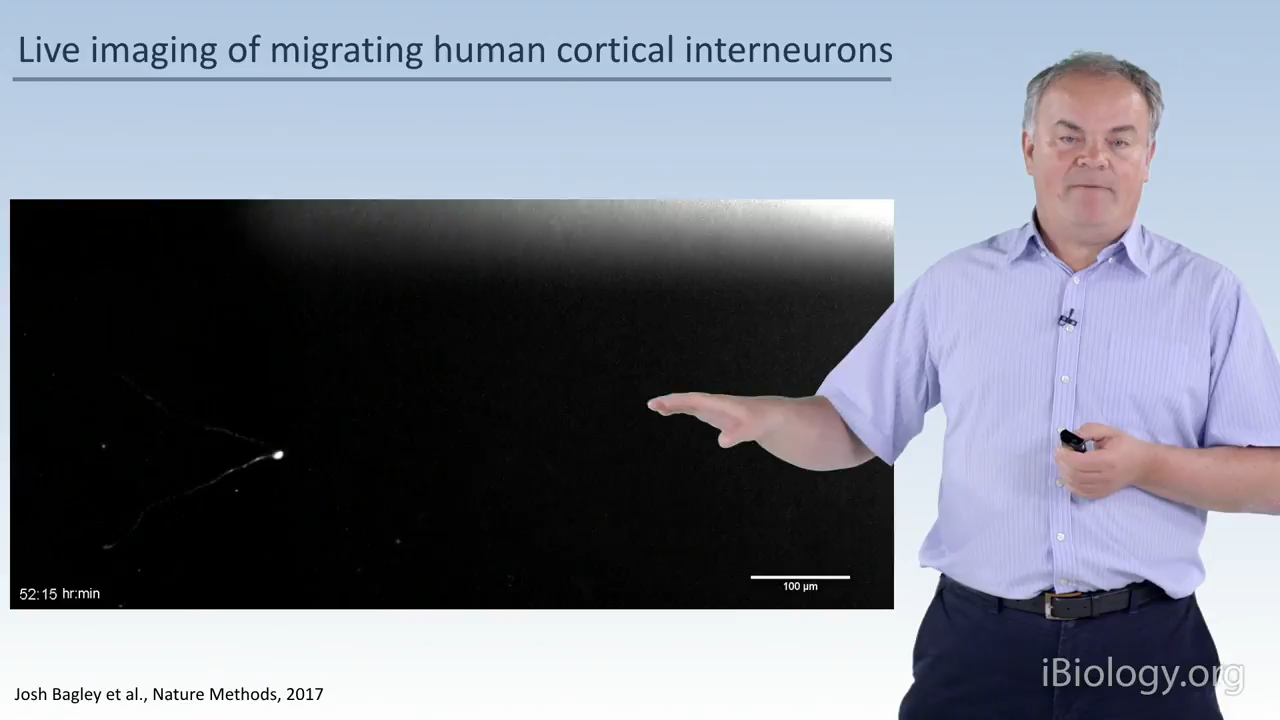 Live imaging of migrating human cortical interneurons
100 µm
52:15 hr:min
Josh Bagley et al., Nature Methods, 2017
iBiology.org